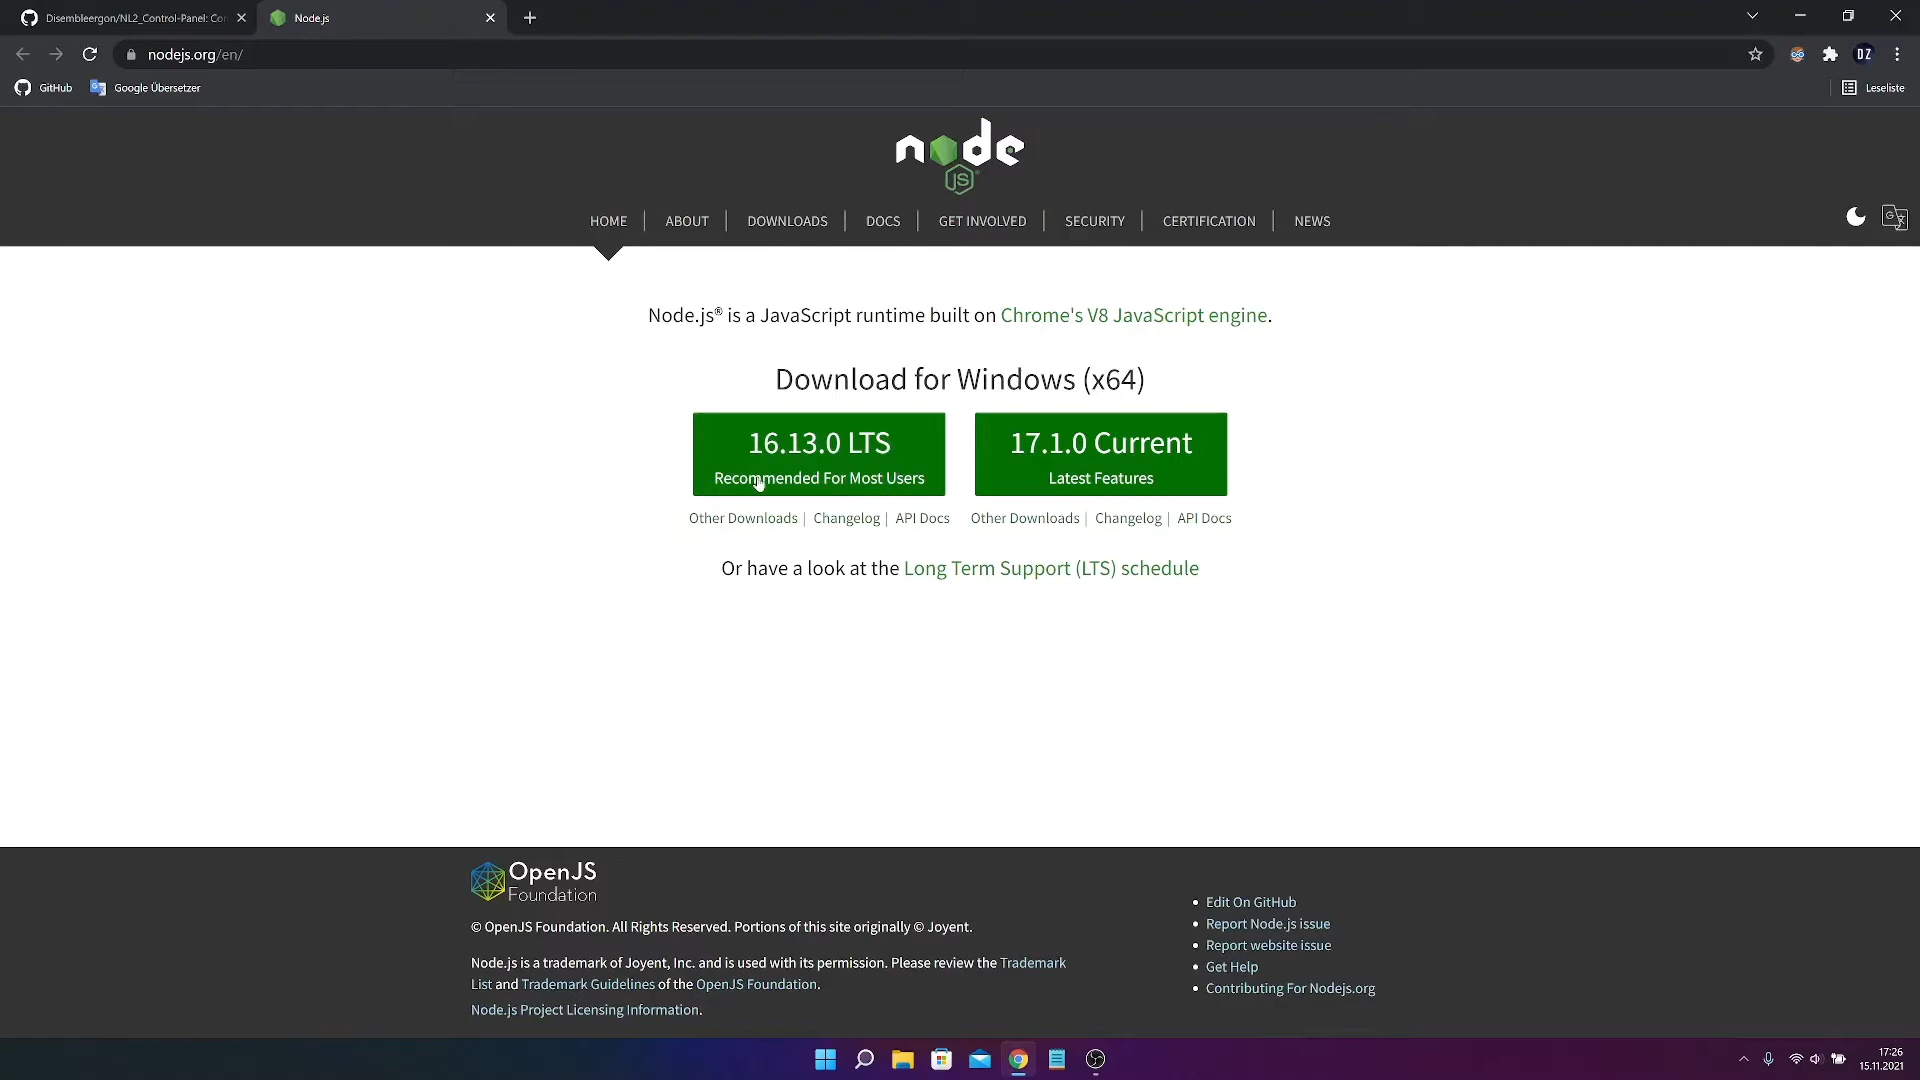 Disembleergon/NL2_Control-Panel: Co
Node.js
nodejs.org/en/
DZ
GitHub
Google Übersetzer
Leseliste
node
JS
HOME
ABOUT
DOWNLOADS
DOCS
GET INVOLVED
SECURITY
CERTIFICATION
NEWS
Node.js® is a JavaScript runtime built on Chrome's V8 JavaScript engine.
Download for Windows (x64)
16.13.0 LTS
Recommended For Most Users
17.1.0 Current
Latest Features
Other Downloads | Changelog | API Docs
Other Downloads | Changelog | API Docs
Or have a look at the Long Term Support (LTS) schedule
OpenJS
Foundation
© OpenJS Foundation. All Rights Reserved. Portions of this site originally © Joyent.
Node.js is a trademark of Joyent, Inc. and is used with its permission. Please review the Trademark
List and Trademark Guidelines of the OpenJS Foundation.
Node.js Project Licensing Information.
Edit On GitHub
Report Node.js issue
Report website issue
Get Help
Contributing For Nodejs.org
17:26
15.11.2021